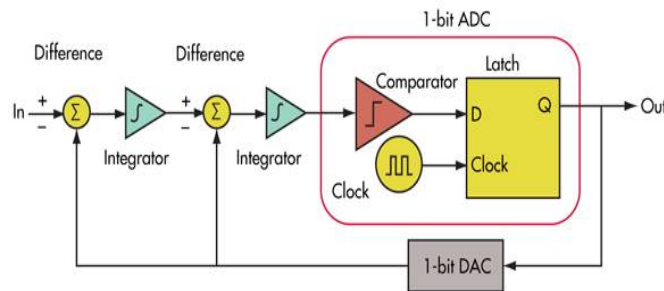 1-bit ADC
Difference
Difference
Latch
Comparator
In
+
−
Σ
∫
+
−
Σ
∫
D
Q
Out
Integrator
Integrator
Clock
Clock
1-bit DAC